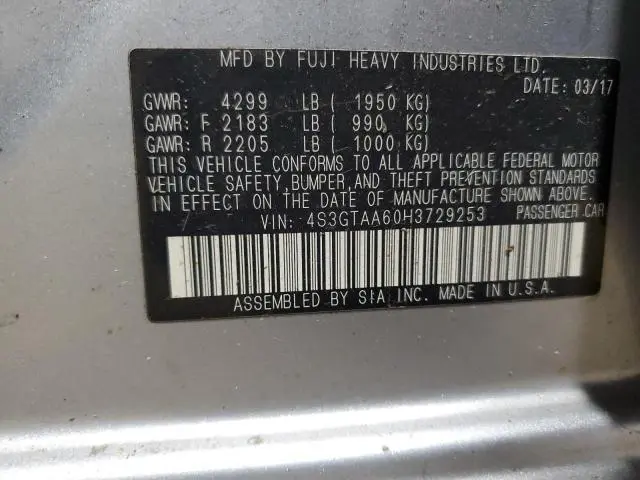 MFD BY FUJI HEAVY INDUSTRIES LTD.
DATE: 03/17
GVWR: 4299 LB ( 1950 KG)
GAWR: F 2183 LB ( 990 KG)
GAWR: R 2205 LB ( 1000 KG)
THIS VEHICLE CONFORMS TO ALL APPLICABLE FEDERAL MOTOR
VEHICLE SAFETY, BUMPER, AND THEFT PREVENTION STANDARDS
IN EFFECT ON THE DATE OF MANUFACTURE SHOWN ABOVE.
VIN: 4S3GTAA60H3729253 PASSENGER CAR
ASSEMBLED BY SIA INC. MADE IN U.S.A.